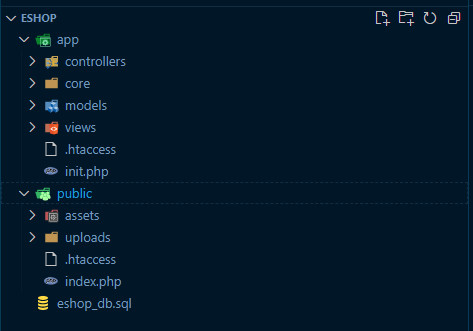 ESHOP
app
controllers
core
models
views
.htaccess
init.php
public
assets
uploads
.htaccess
index.php
eshop_db.sql